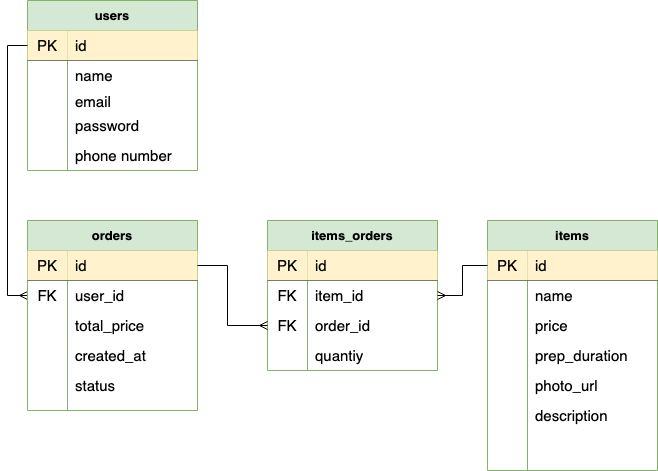 users
PK id
name
email
password
phone number
orders
PK id
FK user_id
total_price
created_at
status
items_orders
PK id
FK item_id
FK order_id
quantiy
items
PK id
name
price
prep_duration
photo_url
description